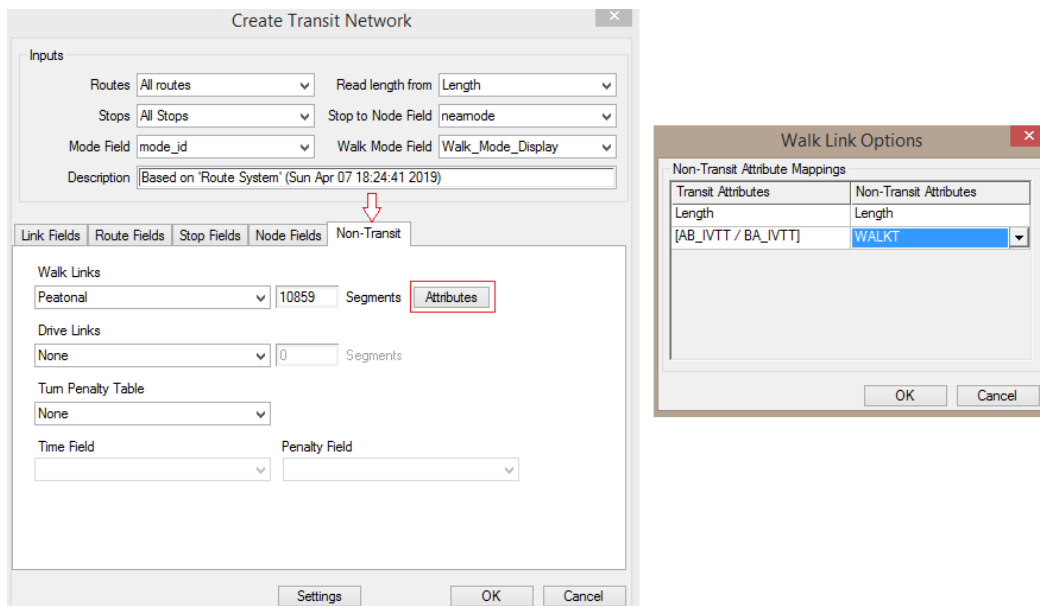 Create Transit Network
Inputs
Routes All routes Read length from Length
Stops All Stops Stop to Node Field nearnode
Mode Field mode_id Walk Mode Field Walk_Mode_Display
Description Based on 'Route System' (Sun Apr 07 18:24:41 2019)
Link Fields Route Fields Stop Fields Node Fields Non-Transit
Walk Links
Peatonal 10859 Segments Attributes
Drive Links
None 0 Segments
Turn Penalty Table
None
Time Field Penalty Field
Settings OK Cancel
Walk Link Options
Non-Transit Attribute Mappings
Transit Attributes Non-Transit Attributes
Length Length
[AB_IVTT / BA_IVTT] WALKT
OK Cancel